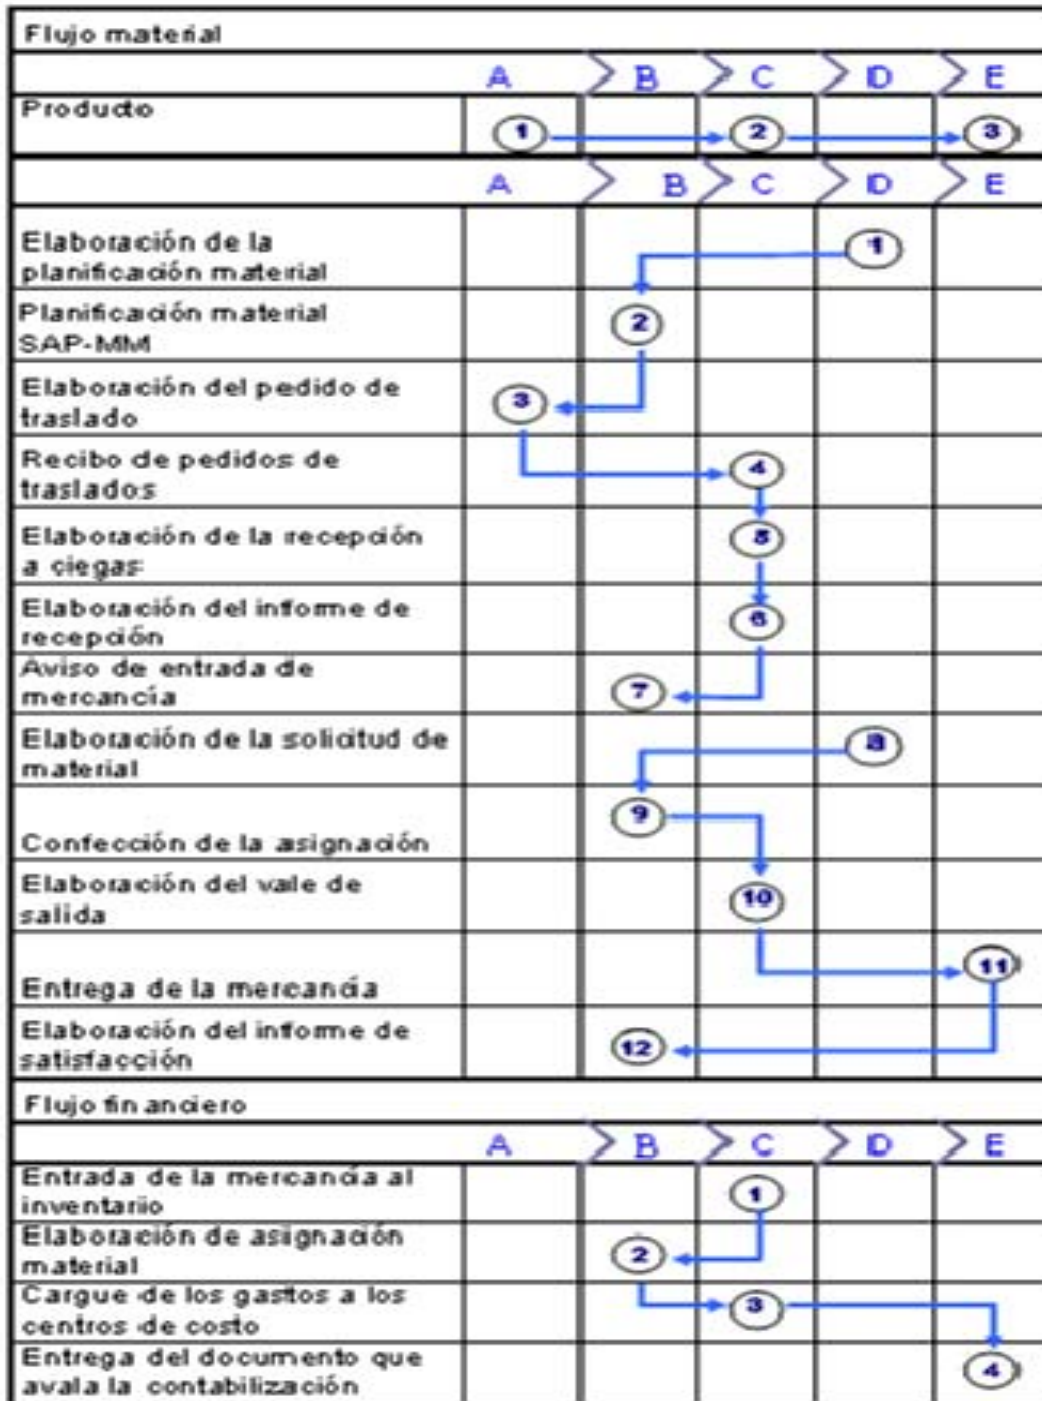 Flujo material
A B C D E
Producto
1 2 3
A B C D E
Elaboración de la
planificación material
1
Planificación material
SAP-MM
2
Elaboración del pedido de
traslado
3
Recibo de pedidos de
traslados
4
Elaboración de la recepción
a ciegas
5
Elaboración del informe de
recepción
6
Aviso de entrada de
mercancía
7
Elaboración de la solicitud de
material
8
9
Confección de la asignación
Elaboración del vale de
salida
10
11
Entrega de la mercancía
Elaboración del informe de
satisfacción
12
Flujo financiero
A B C D E
Entrada de la mercancía al
inventario
1
Elaboración de asignación
material
2
Cargue de los gastos a los
centros de costo
3
Entrega del documento que
avala la contabilización
4